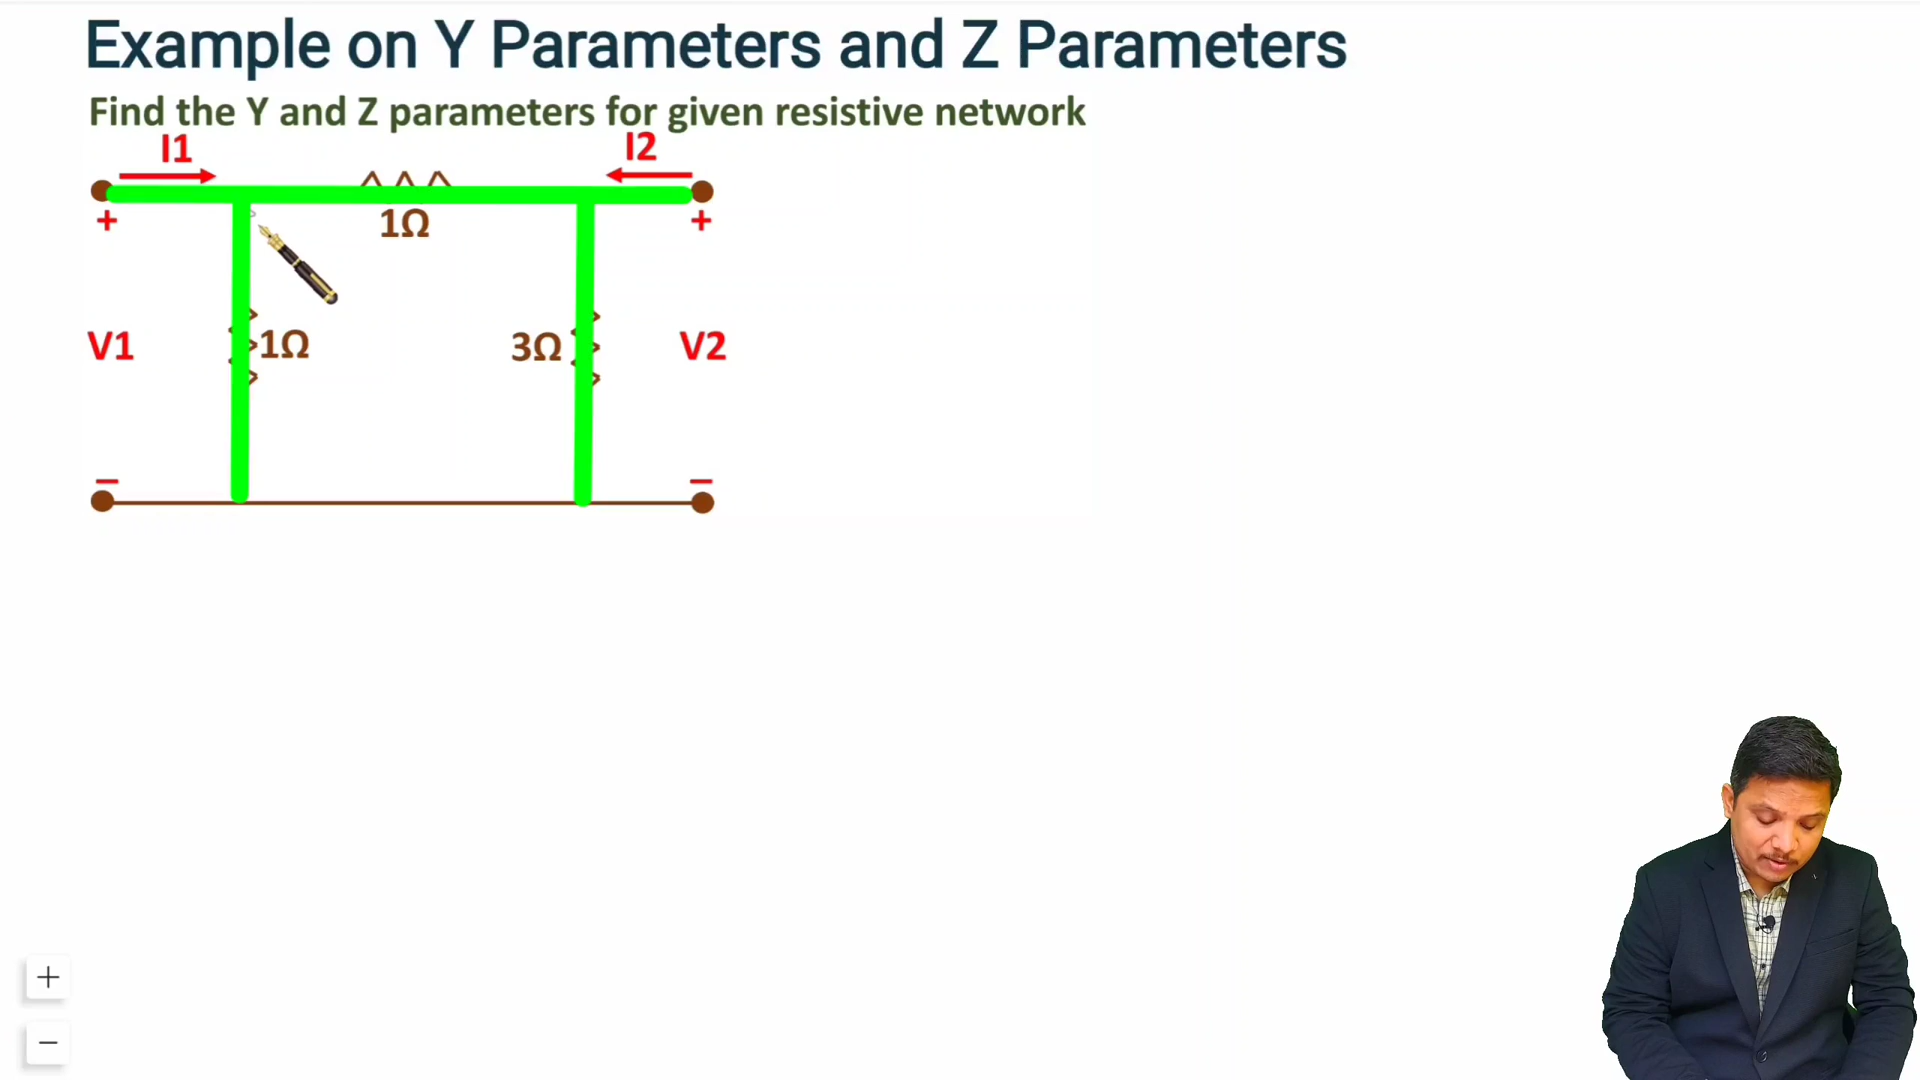 Example on Y Parameters and Z Parameters
Find the Y and Z parameters for given resistive network
I1 I2
+ 1Ω +
V1 1Ω 3Ω V2
− −
+
−